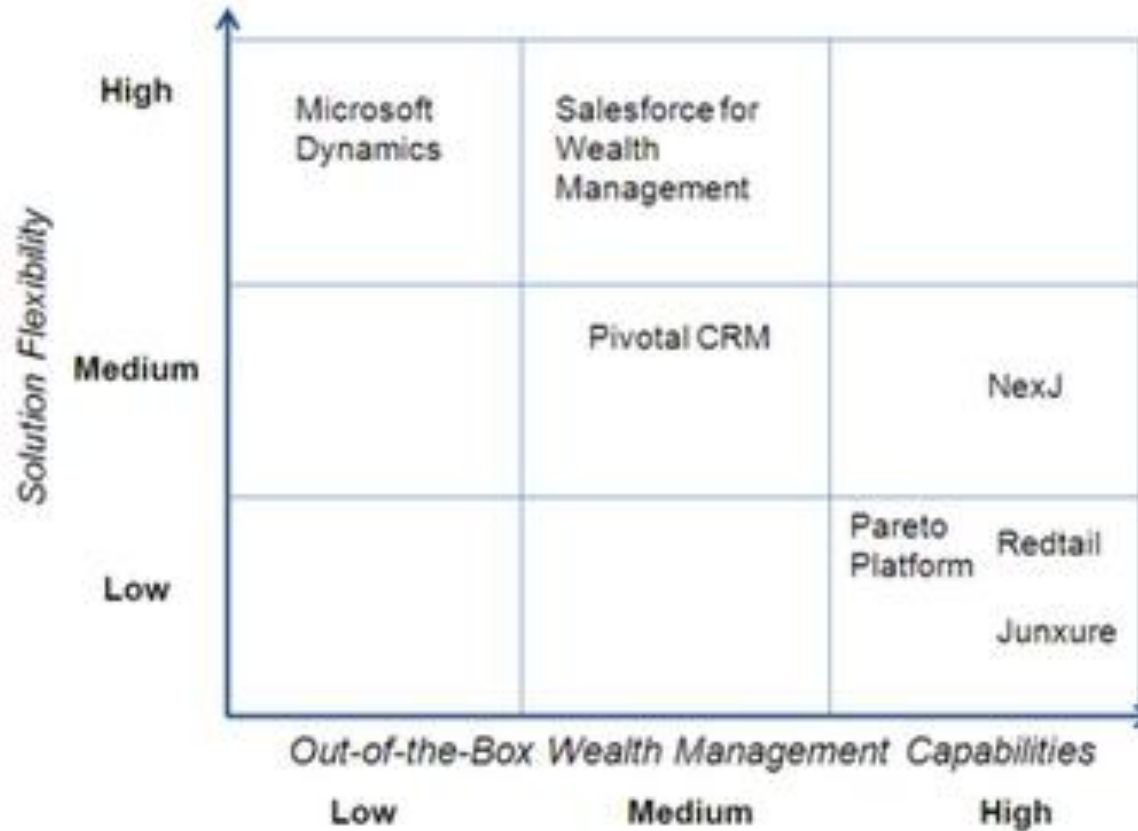 High
Microsoft
Dynamics
Salesforce for
Wealth
Management
Solution Flexibility
Medium
Pivotal CRM
NexJ
Low
Pareto
Platform
Redtail
Junxure
Out-of-the-Box Wealth Management Capabilities
Low
Medium
High